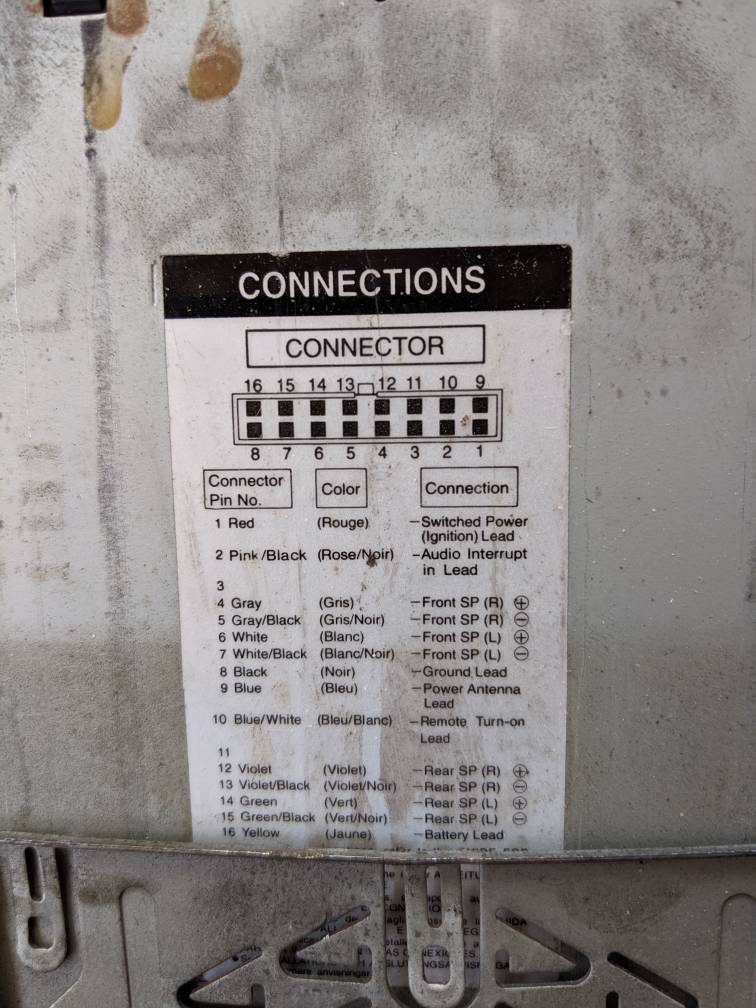 CONNECTIONS
CONNECTOR
16 15 14 13 12 11 10 9
8 7 6 5 4 3 2 1
Connector Pin No. Color Connection
1 Red (Rouge) –Switched Power
(Ignition) Lead
2 Pink/Black (Rose/Noir) –Audio Interrupt
in Lead
3
4 Gray (Gris) –Front SP (R) ⊕
5 Gray/Black (Gris/Noir) –Front SP (R) ⊖
6 White (Blanc) –Front SP (L) ⊕
7 White/Black (Blanc/Noir) –Front SP (L) ⊖
8 Black (Noir) –Ground Lead
9 Blue (Bleu) –Power Antenna
Lead
10 Blue/White (Bleu/Blanc) –Remote Turn-on
Lead
11
12 Violet (Violet) –Rear SP (R) ⊕
13 Violet/Black (Violet/Noir) –Rear SP (R) ⊖
14 Green (Vert) –Rear SP (L) ⊕
15 Green/Black (Vert/Noir) –Rear SP (L) ⊖
16 Yellow (Jaune) –Battery Lead